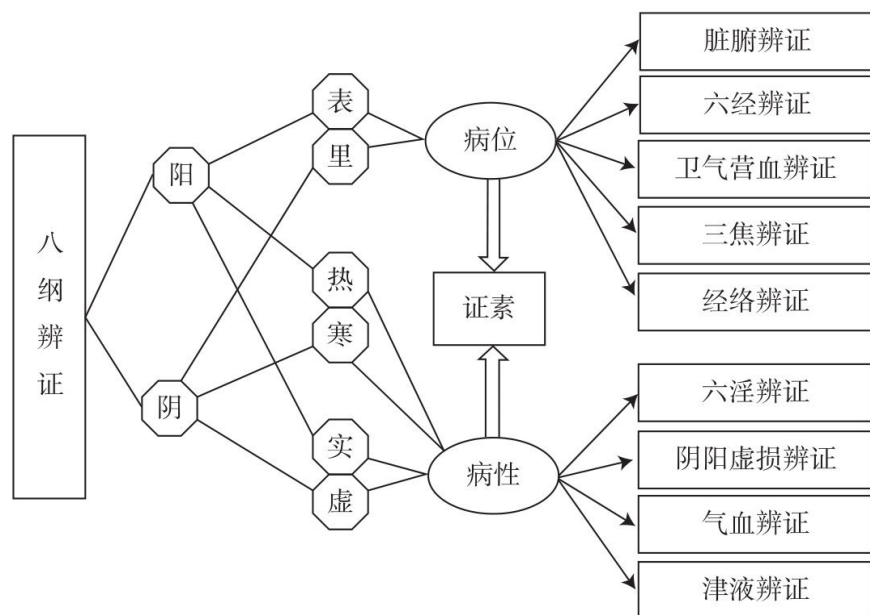 八纲辨证
阳
阴
表
里
热
寒
实
虚
病位
证素
病性
脏腑辨证
六经辨证
卫气营血辨证
三焦辨证
经络辨证
六淫辨证
阴阳虚损辨证
气血辨证
津液辨证